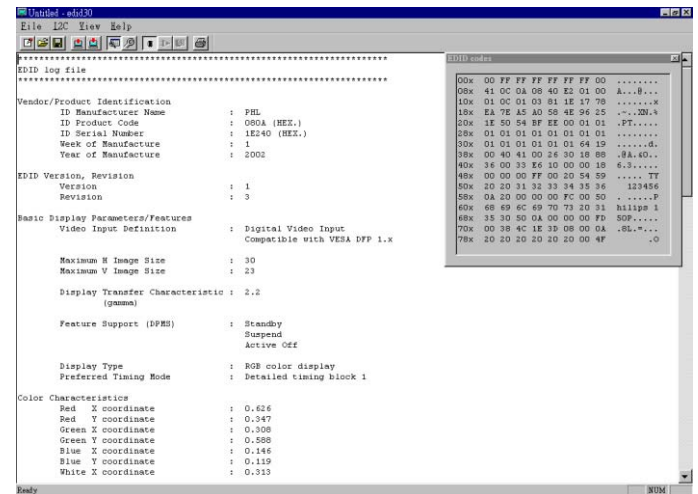 Untitled - edid30
File I2C View Help
****************************************************************************
EDID log file
****************************************************************************
Vendor/Product Identification
ID Manufacturer Name : PHL
ID Product Code : 080A (HEX.)
ID Serial Number : 1E240 (HEX.)
Week of Manufacture : 1
Year of Manufacture : 2002
EDID Version, Revision
Version : 1
Revision : 3
Basic Display Parameters/Features
Video Input Definition : Digital Video Input
Compatible with VESA DFP 1.x
Maximum H Image Size : 30
Maximum V Image Size : 23
Display Transfer Characteristic : 2.2
(gamma)
Feature Support (DPMS) : Standby
Suspend
Active Off
Display Type : RGB color display
Preferred Timing Mode : Detailed timing block 1
Color Characteristics
Red X coordinate : 0.626
Red Y coordinate : 0.347
Green X coordinate : 0.308
Green Y coordinate : 0.588
Blue X coordinate : 0.146
Blue Y coordinate : 0.119
White X coordinate : 0.313
EDID codes
00x 00 FF FF FF FF FF FF 00 ........
08x 41 0C 0A 08 40 E2 01 00 A...@...
10x 01 0C 01 03 81 1E 17 78 .......x
18x EA 7E A5 A0 58 4E 96 25 .~..XN.%
20x 1E 50 54 BF EE 00 01 01 .PT.....
28x 01 01 01 01 01 01 01 01 ........
30x 01 01 01 01 01 01 64 19 ......d.
38x 00 40 41 00 26 30 18 88 .@A.&0..
40x 36 00 33 E6 10 00 00 18 6.3.....
48x 00 00 00 FF 00 20 54 59 ..... TY
50x 20 20 31 32 33 34 35 36 123456
58x 0A 20 00 00 00 FC 00 50 . .....P
60x 68 69 6C 69 70 73 20 31 hilips 1
68x 35 30 50 0A 00 00 00 FD 50P.....
70x 00 38 4C 1E 3D 08 00 0A .8L.=...
78x 20 20 20 20 20 20 00 4F .O
Ready
NUM